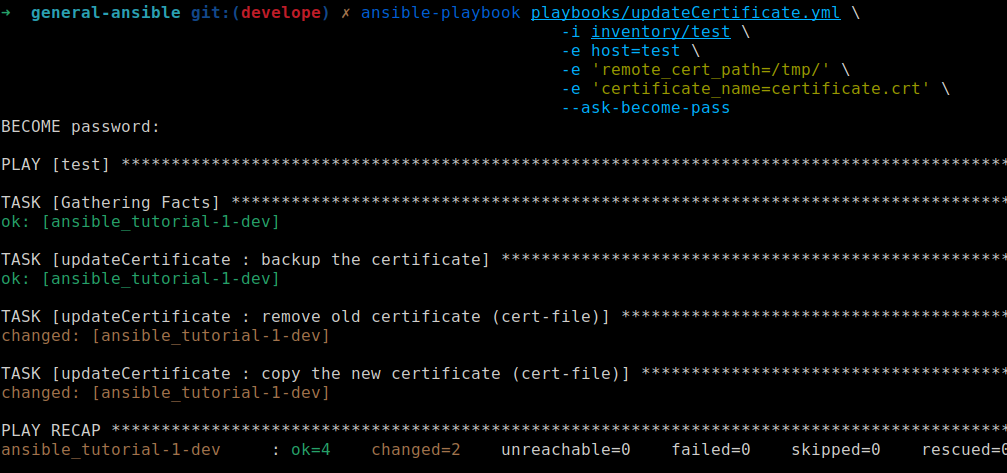 ➜  general-ansible git:(develope) ✗ ansible-playbook playbooks/updateCertificate.yml \
-i inventory/test \
-e host=test \
-e 'remote_cert_path=/tmp/' \
-e 'certificate_name=certificate.crt' \
--ask-become-pass
BECOME password:
PLAY [test] *****************************************************************************************
TASK [Gathering Facts] ******************************************************************************
ok: [ansible_tutorial-1-dev]
TASK [updateCertificate : backup the certificate] ***************************************************
ok: [ansible_tutorial-1-dev]
TASK [updateCertificate : remove old certificate (cert-file)] ***************************************
changed: [ansible_tutorial-1-dev]
TASK [updateCertificate : copy the new certificate (cert-file)] *************************************
changed: [ansible_tutorial-1-dev]
PLAY RECAP ******************************************************************************************
ansible_tutorial-1-dev     : ok=4    changed=2    unreachable=0    failed=0    skipped=0    rescued=0